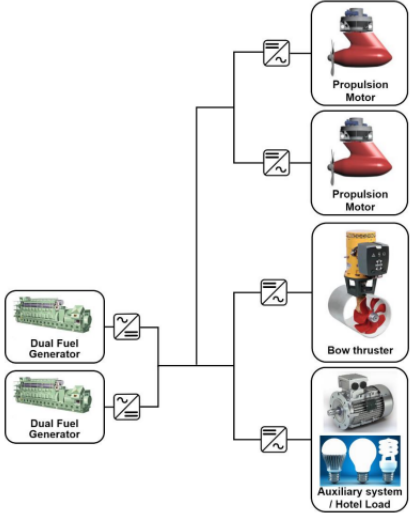 Propulsion
Motor
Propulsion
Motor
Bow thruster
Dual Fuel
Generator
Dual Fuel
Generator
Auxiliary system
/ Hotel Load